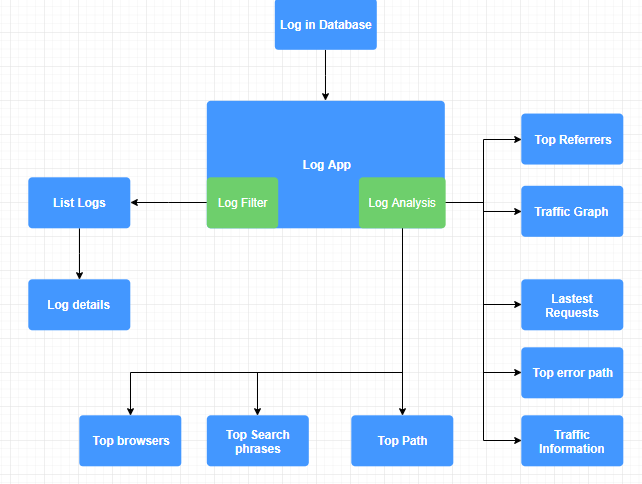 Log in Database
Log App
Log Filter
Log Analysis
List Logs
Log details
Top Referrers
Traffic Graph
Lastest
Requests
Top error path
Traffic
Information
Top browsers
Top Search
phrases
Top Path